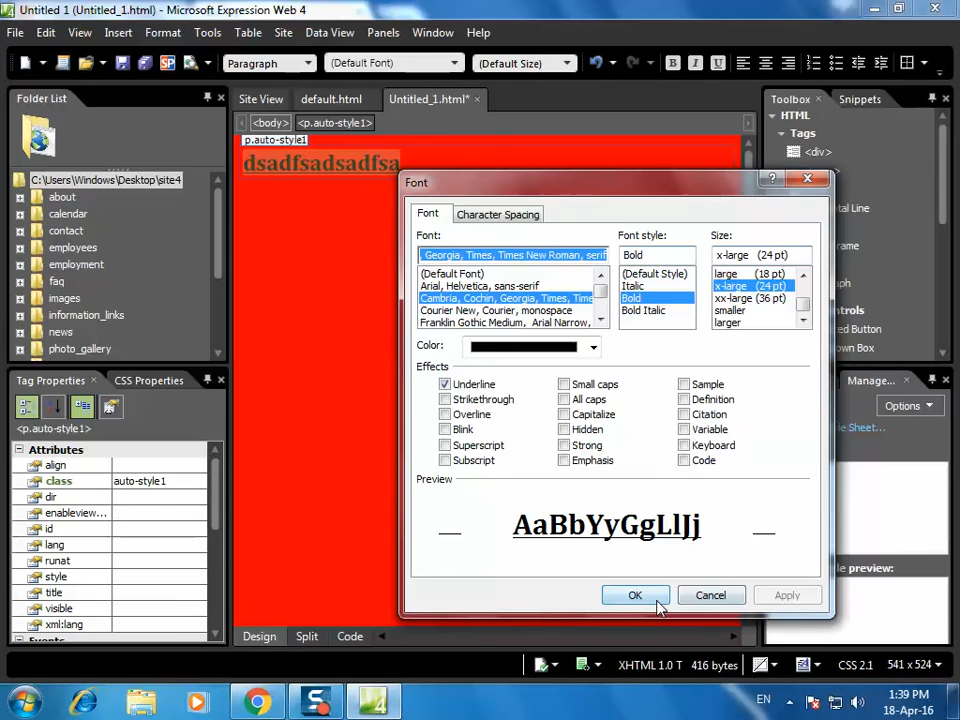 Untitled 1 (Untitled_1.html) - Microsoft Expression Web 4
File Edit View Insert Format Tools Table Site Data View Panels Window Help
Paragraph (Default Font) (Default Size) B I U
Folder List
Site View default.html Untitled_1.html*
Toolbox Snippets
<body> <p.auto-style1>
HTML
Tags
<div>
p.auto-style1
dsadfsadsadfsa
C:\Users\Windows\Desktop\site4
about
calendar
contact
employees
employment
faq
images
information_links
news
photo_gallery
Font
Font Character Spacing
Font: Font style: Size:
, Georgia, Times, Times New Roman, serif Bold x-large (24 pt)
(Default Font) (Default Style) large (18 pt)
Arial, Helvetica, sans-serif Italic x-large (24 pt)
Cambria, Cochin, Georgia, Times, Time Bold xx-large (36 pt)
Courier New, Courier, monospace Bold Italic smaller
Franklin Gothic Medium, Arial Narrow, larger
Color:
Effects
Underline Small caps Sample
Strikethrough All caps Definition
Overline Capitalize Citation
Blink Hidden Variable
Superscript Strong Keyboard
Subscript Emphasis Code
Preview
AaBbYyGgLlJj
OK Cancel Apply
Tag Properties CSS Properties
<p.auto-style1>
Attributes
align
class auto-style1
dir
enableview...
id
lang
runat
style
title
visible
xml:lang
Events
Manage...
Options
Sheet...
preview:
Design Split Code
XHTML 1.0 T 416 bytes CSS 2.1 541 x 524
EN
1:39 PM
18-Apr-16